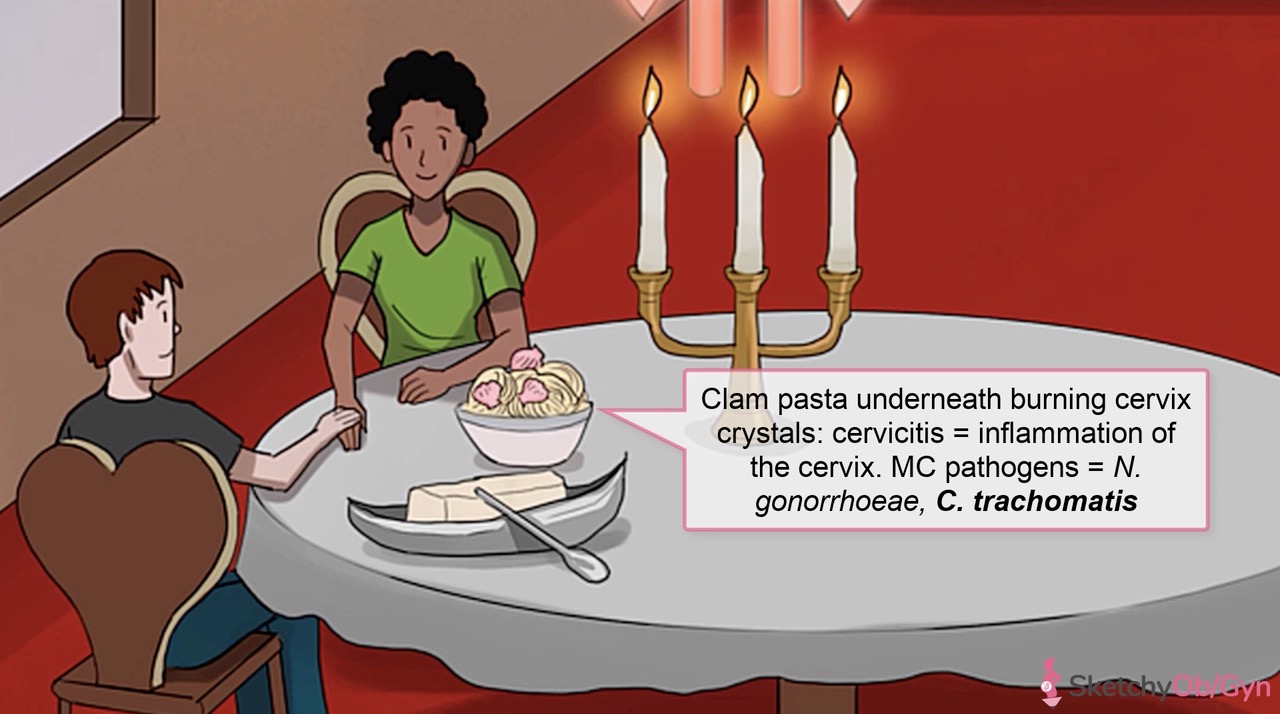 Clam pasta underneath burning cervix
crystals: cervicitis = inflammation of
the cervix. MC pathogens = N.
gonorrhoeae, C. trachomatis
SketchyOb/Gyn